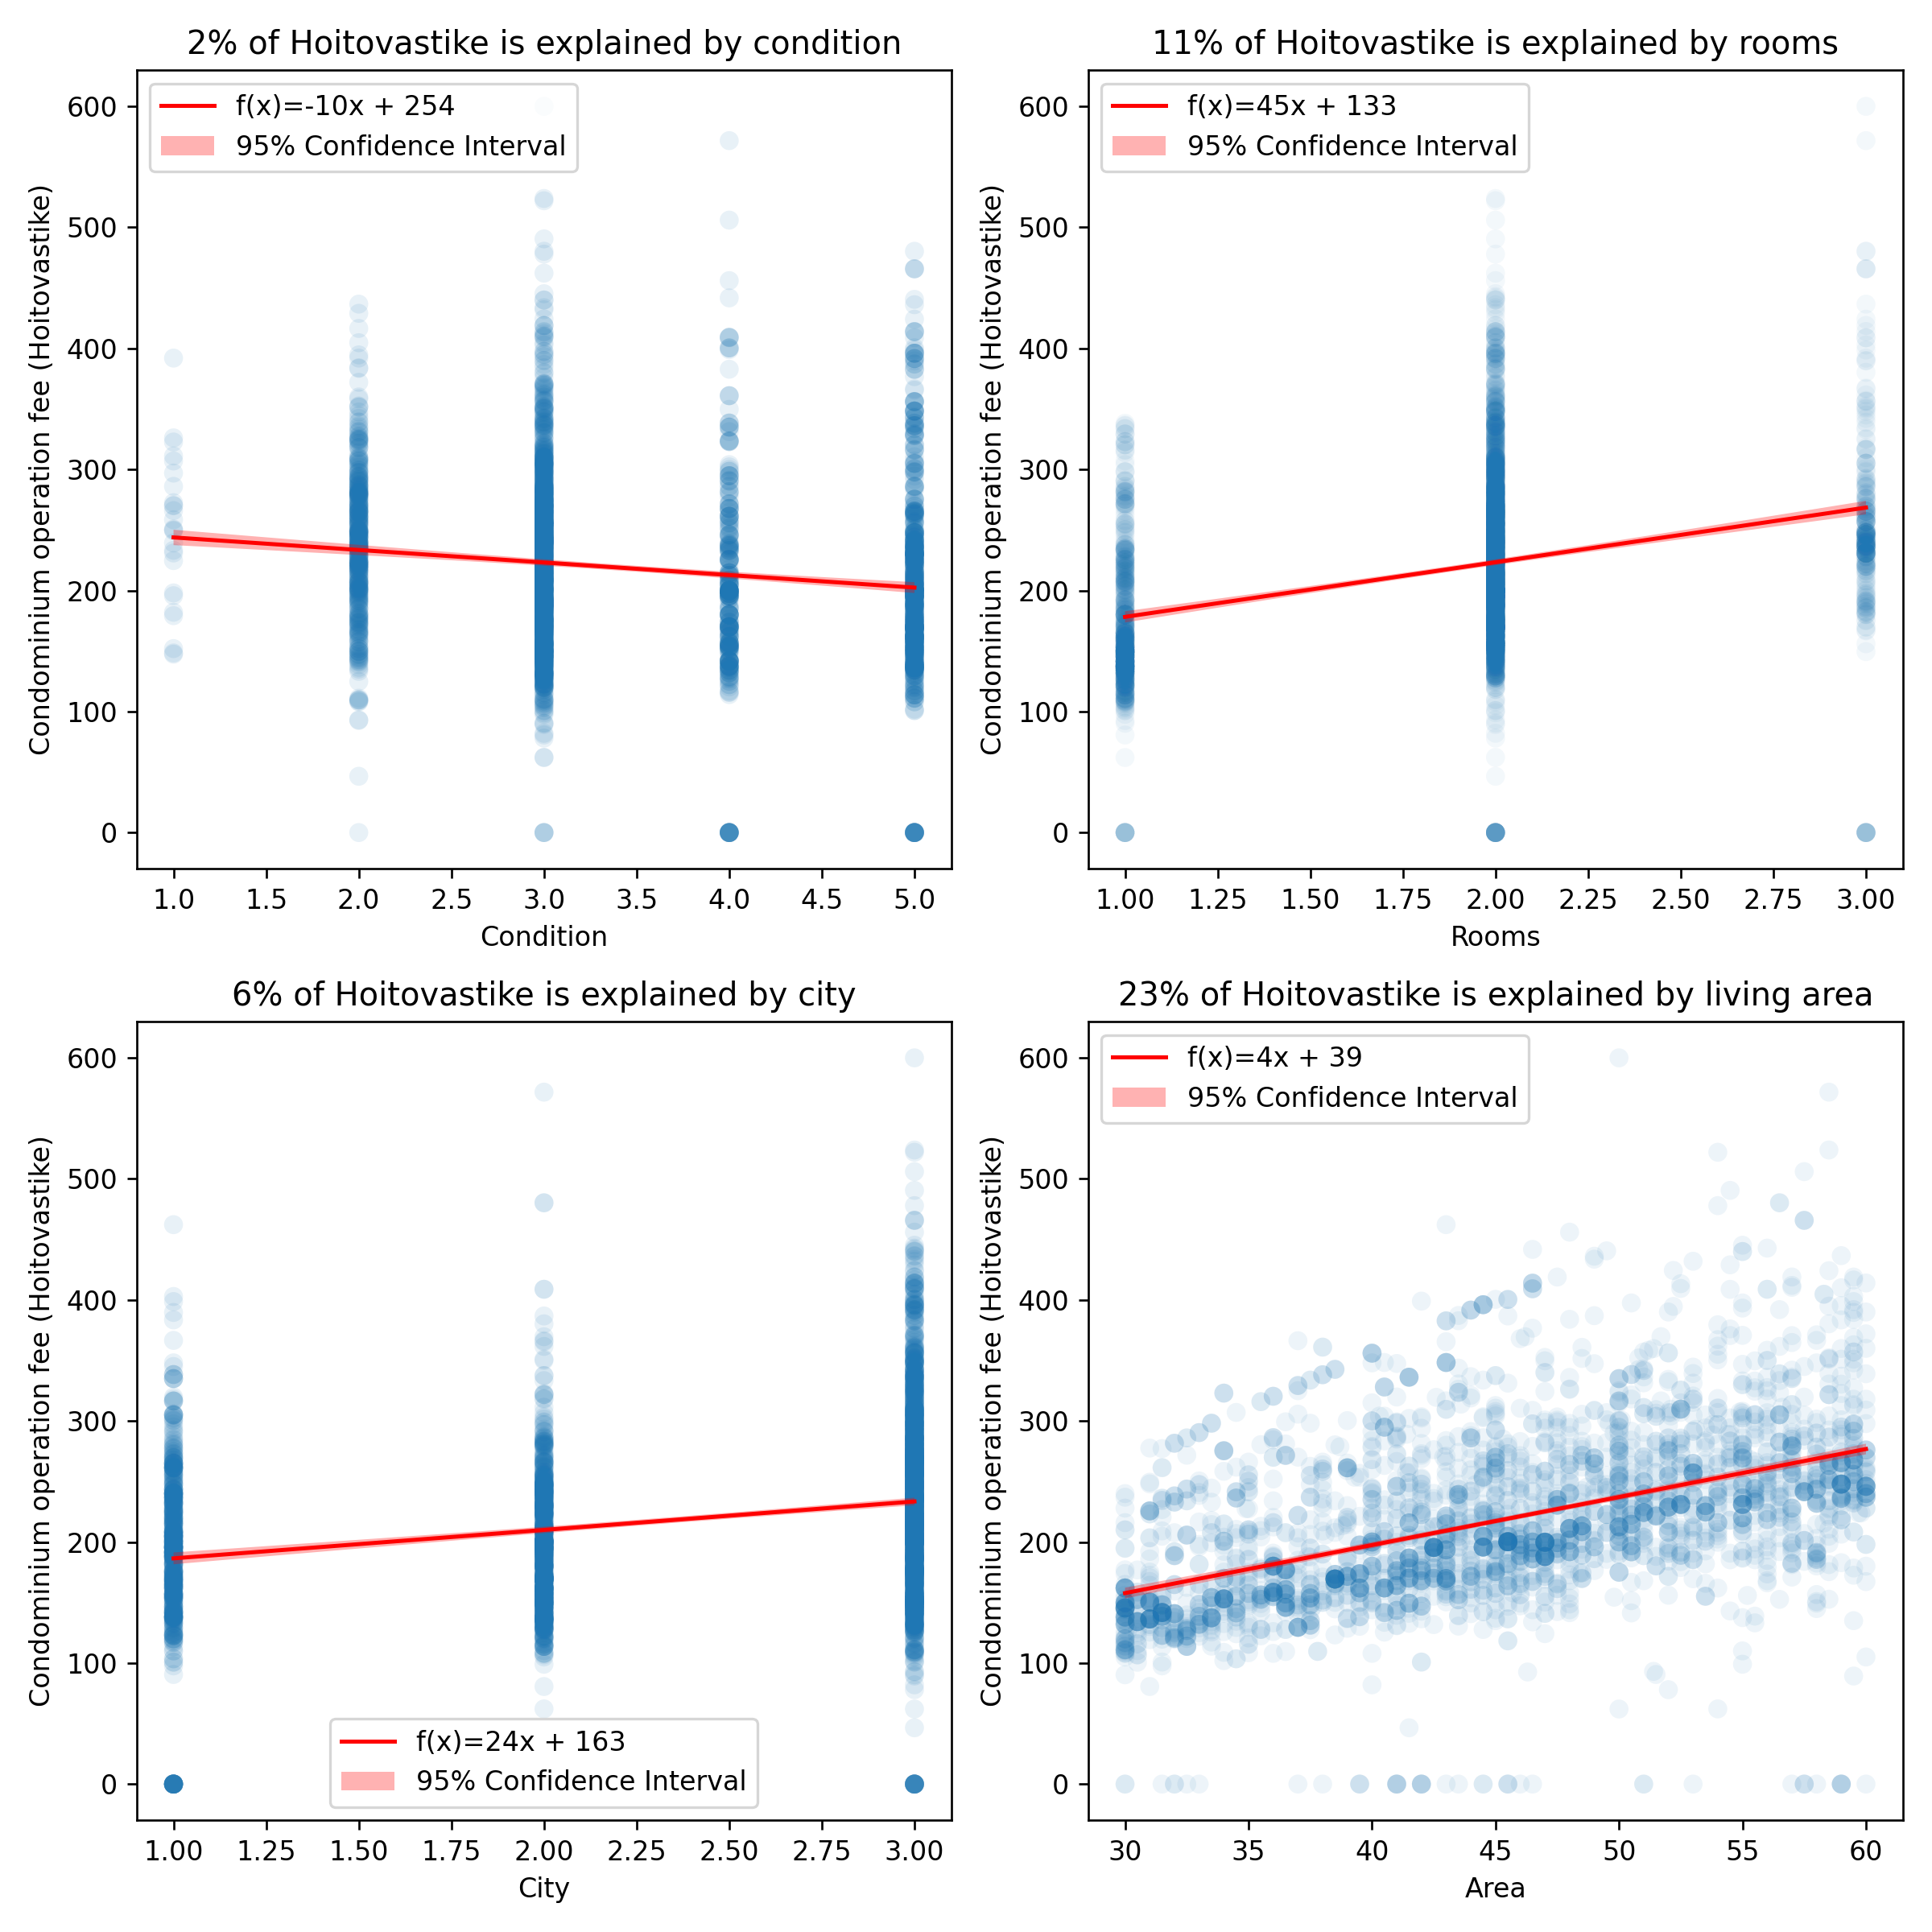 2% of Hoitovastike is explained by condition
f(x)=-10x + 254
95% Confidence Interval
600
500
400
300
200
100
0
Condominium operation fee (Hoitovastike)
1.0 1.5 2.0 2.5 3.0 3.5 4.0 4.5 5.0
Condition
11% of Hoitovastike is explained by rooms
f(x)=45x + 133
95% Confidence Interval
600
500
400
300
200
100
0
Condominium operation fee (Hoitovastike)
1.00 1.25 1.50 1.75 2.00 2.25 2.50 2.75 3.00
Rooms
6% of Hoitovastike is explained by city
600
500
400
300
200
100
0
Condominium operation fee (Hoitovastike)
f(x)=24x + 163
95% Confidence Interval
1.00 1.25 1.50 1.75 2.00 2.25 2.50 2.75 3.00
City
23% of Hoitovastike is explained by living area
f(x)=4x + 39
95% Confidence Interval
600
500
400
300
200
100
0
Condominium operation fee (Hoitovastike)
30 35 40 45 50 55 60
Area